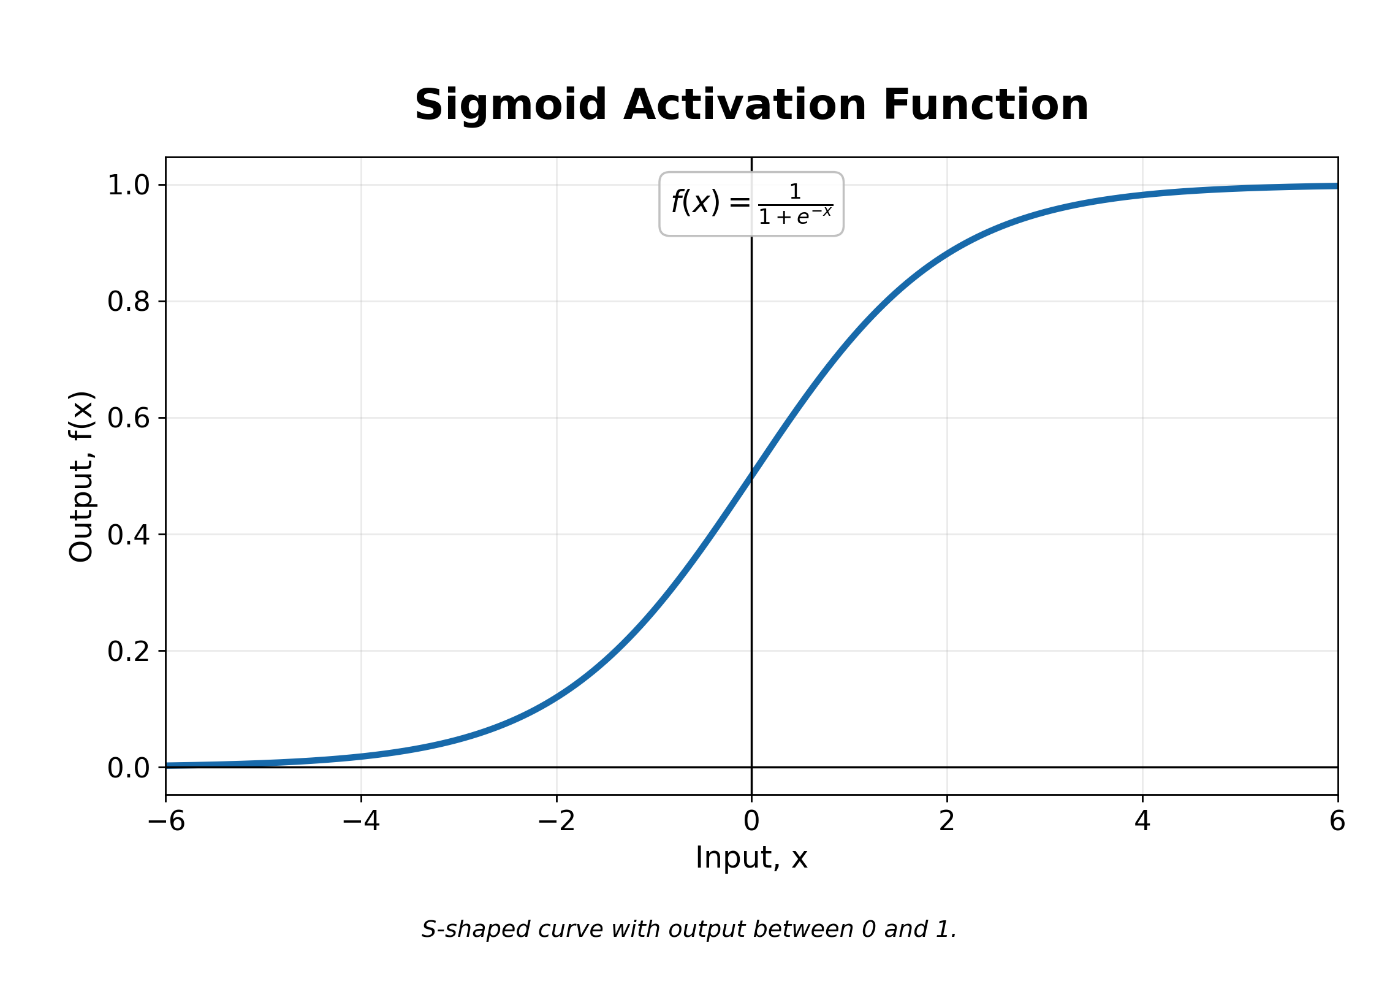 Sigmoid Activation Function
f(x) = 1 / (1 + e^−x)
1.0
0.8
0.6
0.4
0.2
0.0
Output, f(x)
−6 −4 −2 0 2 4 6
Input, x
S-shaped curve with output between 0 and 1.